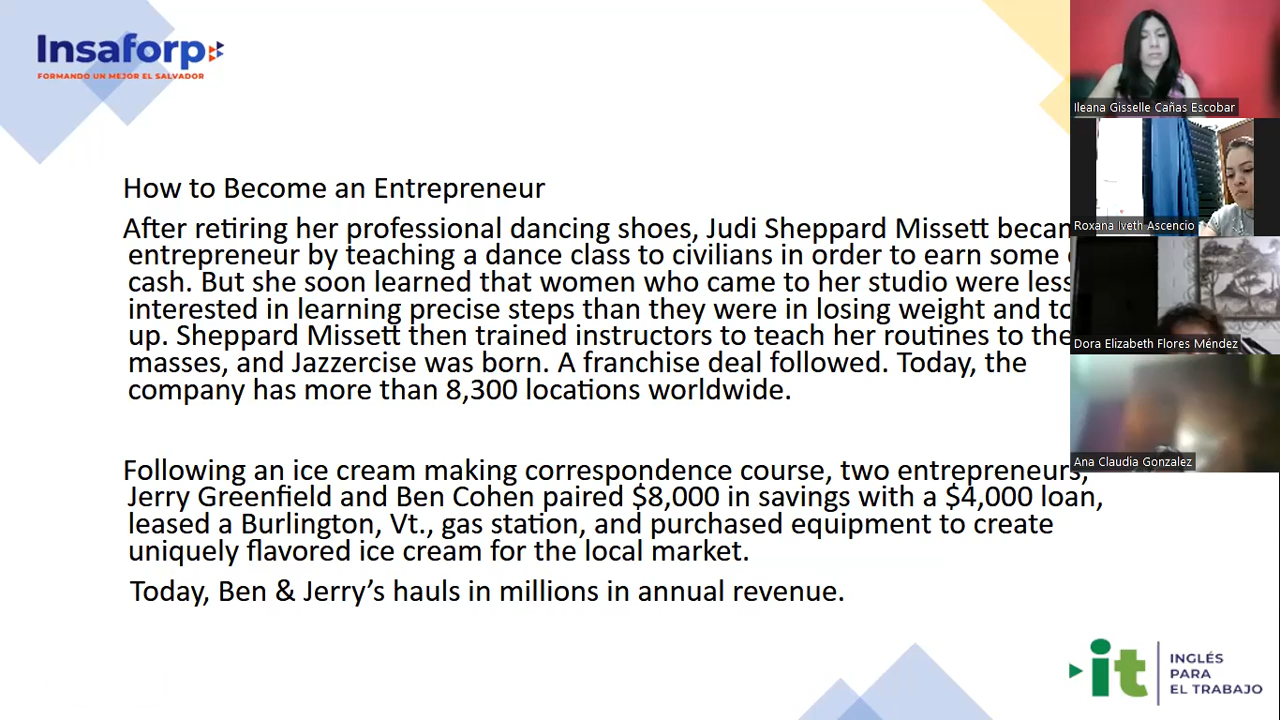 Insaforp
FORMANDO UN MEJOR EL SALVADOR
How to Become an Entrepreneur
After retiring her professional dancing shoes, Judi Sheppard Missett
entrepreneur by teaching a dance class to civilians in order to earn some
cash. But she soon learned that women who came to her studio were less
interested in learning precise steps than they were in losing weight and
up. Sheppard Missett then trained instructors to teach her routines to the
masses, and Jazzercise was born. A franchise deal followed. Today, the
company has more than 8,300 locations worldwide.
Following an ice cream making correspondence course, two entrepreneurs,
Jerry Greenfield and Ben Cohen paired $8,000 in savings with a $4,000 loan,
leased a Burlington, Vt., gas station, and purchased equipment to create
uniquely flavored ice cream for the local market.
Today, Ben & Jerry’s hauls in millions in annual revenue.
Ileana Gisselle Cañas Escobar
Roxana Iveth Ascencio
Dora Elizabeth Flores Méndez
Ana Claudia Gonzalez
it
INGLÉS
PARA
EL TRABAJO